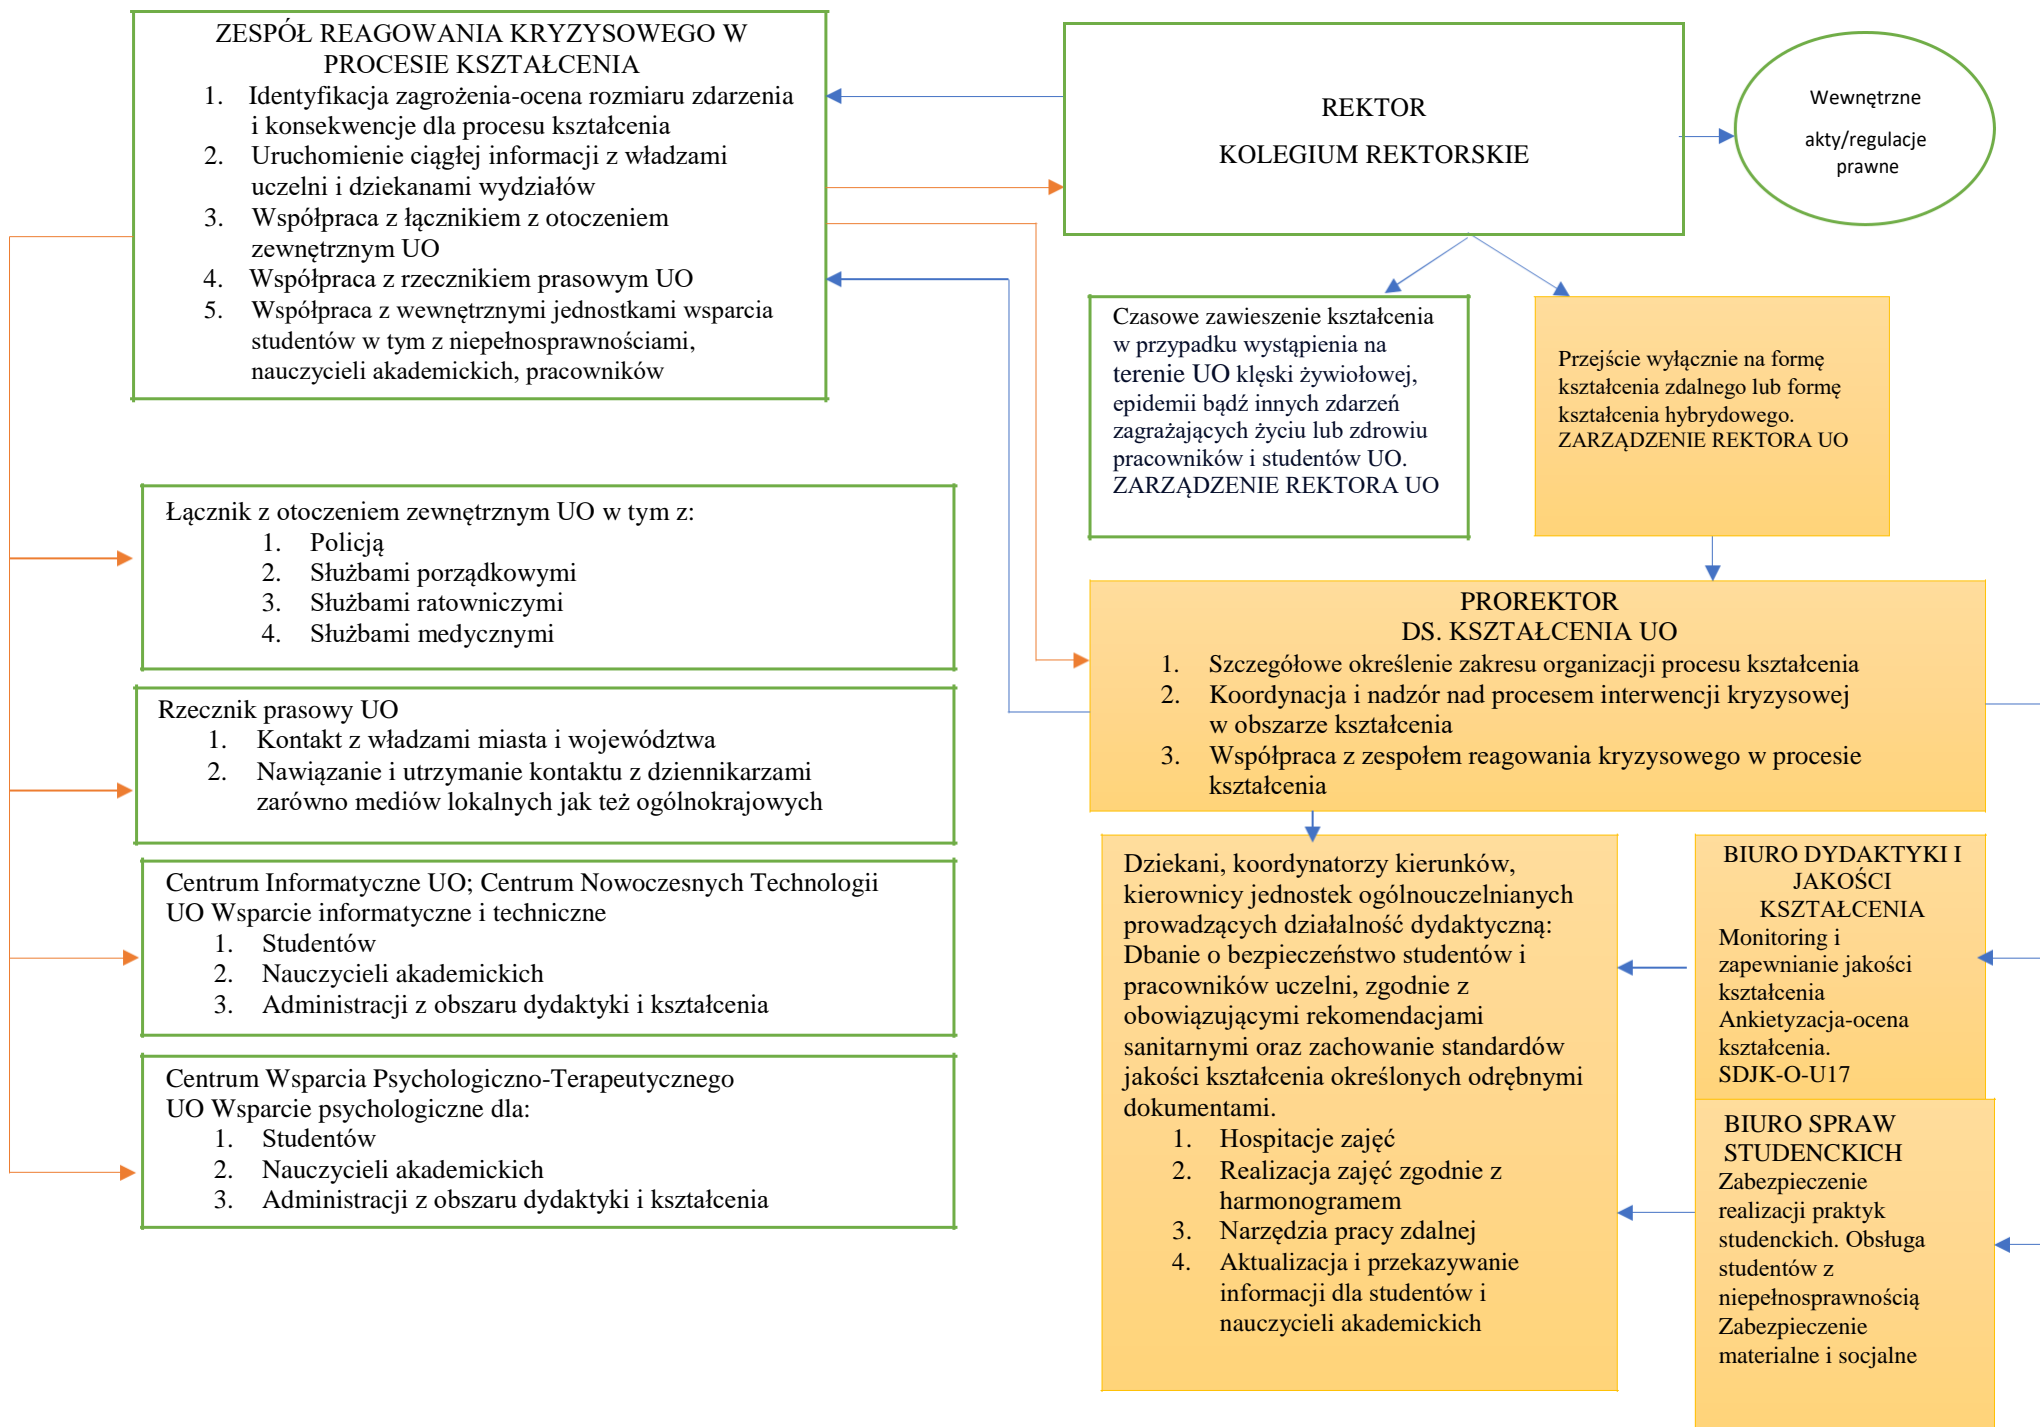 ZESPÓŁ REAGOWANIA KRYZYSOWEGO W
PROCESIE KSZTAŁCENIA
1. Identyfikacja zagrożenia-ocena rozmiaru zdarzenia
i konsekwencje dla procesu kształcenia
2. Uruchomienie ciągłej informacji z władzami
uczelni i dziekanami wydziałów
3. Współpraca z łącznikiem z otoczeniem
zewnętrznym UO
4. Współpraca z rzecznikiem prasowym UO
5. Współpraca z wewnętrznymi jednostkami wsparcia
studentów w tym z niepełnosprawnościami,
nauczycieli akademickich, pracowników
REKTOR
KOLEGIUM REKTORSKIE
Wewnętrzne
akty/regulacje
prawne
Czasowe zawieszenie kształcenia
w przypadku wystąpienia na
terenie UO klęski żywiołowej,
epidemii bądź innych zdarzeń
zagrażających życiu lub zdrowiu
pracowników i studentów UO.
ZARZĄDZENIE REKTORA UO
Przejście wyłącznie na formę
kształcenia zdalnego lub formę
kształcenia hybrydowego.
ZARZĄDZENIE REKTORA UO
Łącznik z otoczeniem zewnętrznym UO w tym z:
1. Policją
2. Służbami porządkowymi
3. Służbami ratowniczymi
4. Służbami medycznymi
PROREKTOR
DS. KSZTAŁCENIA UO
1. Szczegółowe określenie zakresu organizacji procesu kształcenia
2. Koordynacja i nadzór nad procesem interwencji kryzysowej
w obszarze kształcenia
3. Współpraca z zespołem reagowania kryzysowego w procesie
kształcenia
Rzecznik prasowy UO
1. Kontakt z władzami miasta i województwa
2. Nawiązanie i utrzymanie kontaktu z dziennikarzami
zarówno mediów lokalnych jak też ogólnokrajowych
Centrum Informatyczne UO; Centrum Nowoczesnych Technologii
UO Wsparcie informatyczne i techniczne
1. Studentów
2. Nauczycieli akademickich
3. Administracji z obszaru dydaktyki i kształcenia
Centrum Wsparcia Psychologiczno-Terapeutycznego
UO Wsparcie psychologiczne dla:
1. Studentów
2. Nauczycieli akademickich
3. Administracji z obszaru dydaktyki i kształcenia
Dziekani, koordynatorzy kierunków,
kierownicy jednostek ogólnouczelnianych
prowadzących działalność dydaktyczną:
Dbanie o bezpieczeństwo studentów i
pracowników uczelni, zgodnie z
obowiązującymi rekomendacjami
sanitarnymi oraz zachowanie standardów
jakości kształcenia określonych odrębnymi
dokumentami.
1. Hospitacje zajęć
2. Realizacja zajęć zgodnie z
harmonogramem
3. Narzędzia pracy zdalnej
4. Aktualizacja i przekazywanie
informacji dla studentów i
nauczycieli akademickich
BIURO DYDAKTYKI I
JAKOŚCI
KSZTAŁCENIA
Monitoring i
zapewnianie jakości
kształcenia
Ankietyzacja-ocena
kształcenia.
SDJK-O-U17
BIURO SPRAW
STUDENCKICH
Zabezpieczenie
realizacji praktyk
studenckich. Obsługa
studentów z
niepełnosprawnością
Zabezpieczenie
materialne i socjalne